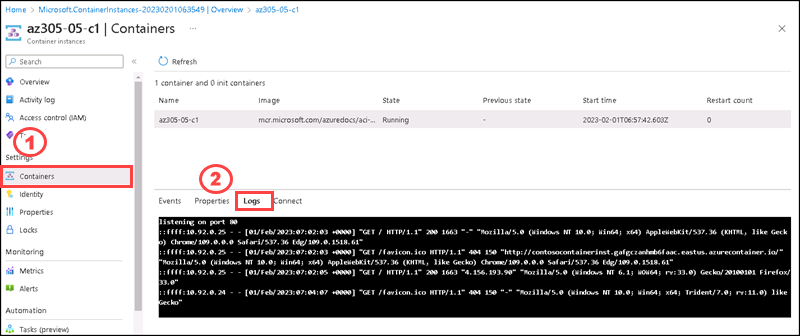 Home > Microsoft.ContainerInstances-20230201063549 | Overview > az305-05-c1
az305-05-c1 | Containers ...
Container instances
Search
Overview
Activity log
Access control (IAM)
1
Settings
Containers
Identity
Properties
Locks
Monitoring
Metrics
Alerts
Automation
Tasks (preview)
Refresh
1 container and 0 init containers
Name Image State Previous state Start time Restart count
az305-05-c1 mcr.microsoft.com/azuredocs/aci-... Running - 2023-02-01T06:57:42.603Z 0
2
Events Properties Logs Connect
listening on port 80
::ffff:10.92.0.25 - - [01/feb/2023:07:02:03 +0000] "GET / HTTP/1.1" 200 1663 "-" "Mozilla/5.0 (Windows NT 10.0; Win64; x64) AppleWebKit/537.36 (KHTML, like Geck
o) Chrome/109.0.0.0 Safari/537.36 Edg/109.0.1518.61"
::ffff:10.92.0.25 - - [01/feb/2023:07:02:03 +0000] "GET /favicon.ico HTTP/1.1" 404 150 "http://contosocontainerinst.gafgczanhmb6faac.eastus.azurecontainer.io/"
"Mozilla/5.0 (Windows NT 10.0; Win64; x64) AppleWebKit/537.36 (KHTML, like Gecko) Chrome/109.0.0.0 Safari/537.36 Edg/109.0.1518.61"
::ffff:10.92.0.25 - - [01/feb/2023:07:02:05 +0000] "GET / HTTP/1.1" 200 1663 "4.156.193.90" "Mozilla/5.0 (Windows NT 6.1; WOW64; rv:33.0) Gecko/20100101 Firefox/
33.0"
::ffff:10.92.0.24 - - [01/feb/2023:07:04:07 +0000] "GET /favicon.ico HTTP/1.1" 404 150 "-" "Mozilla/5.0 (Windows NT 10.0; Win64; x64; Trident/7.0; rv:11.0) like
Gecko"